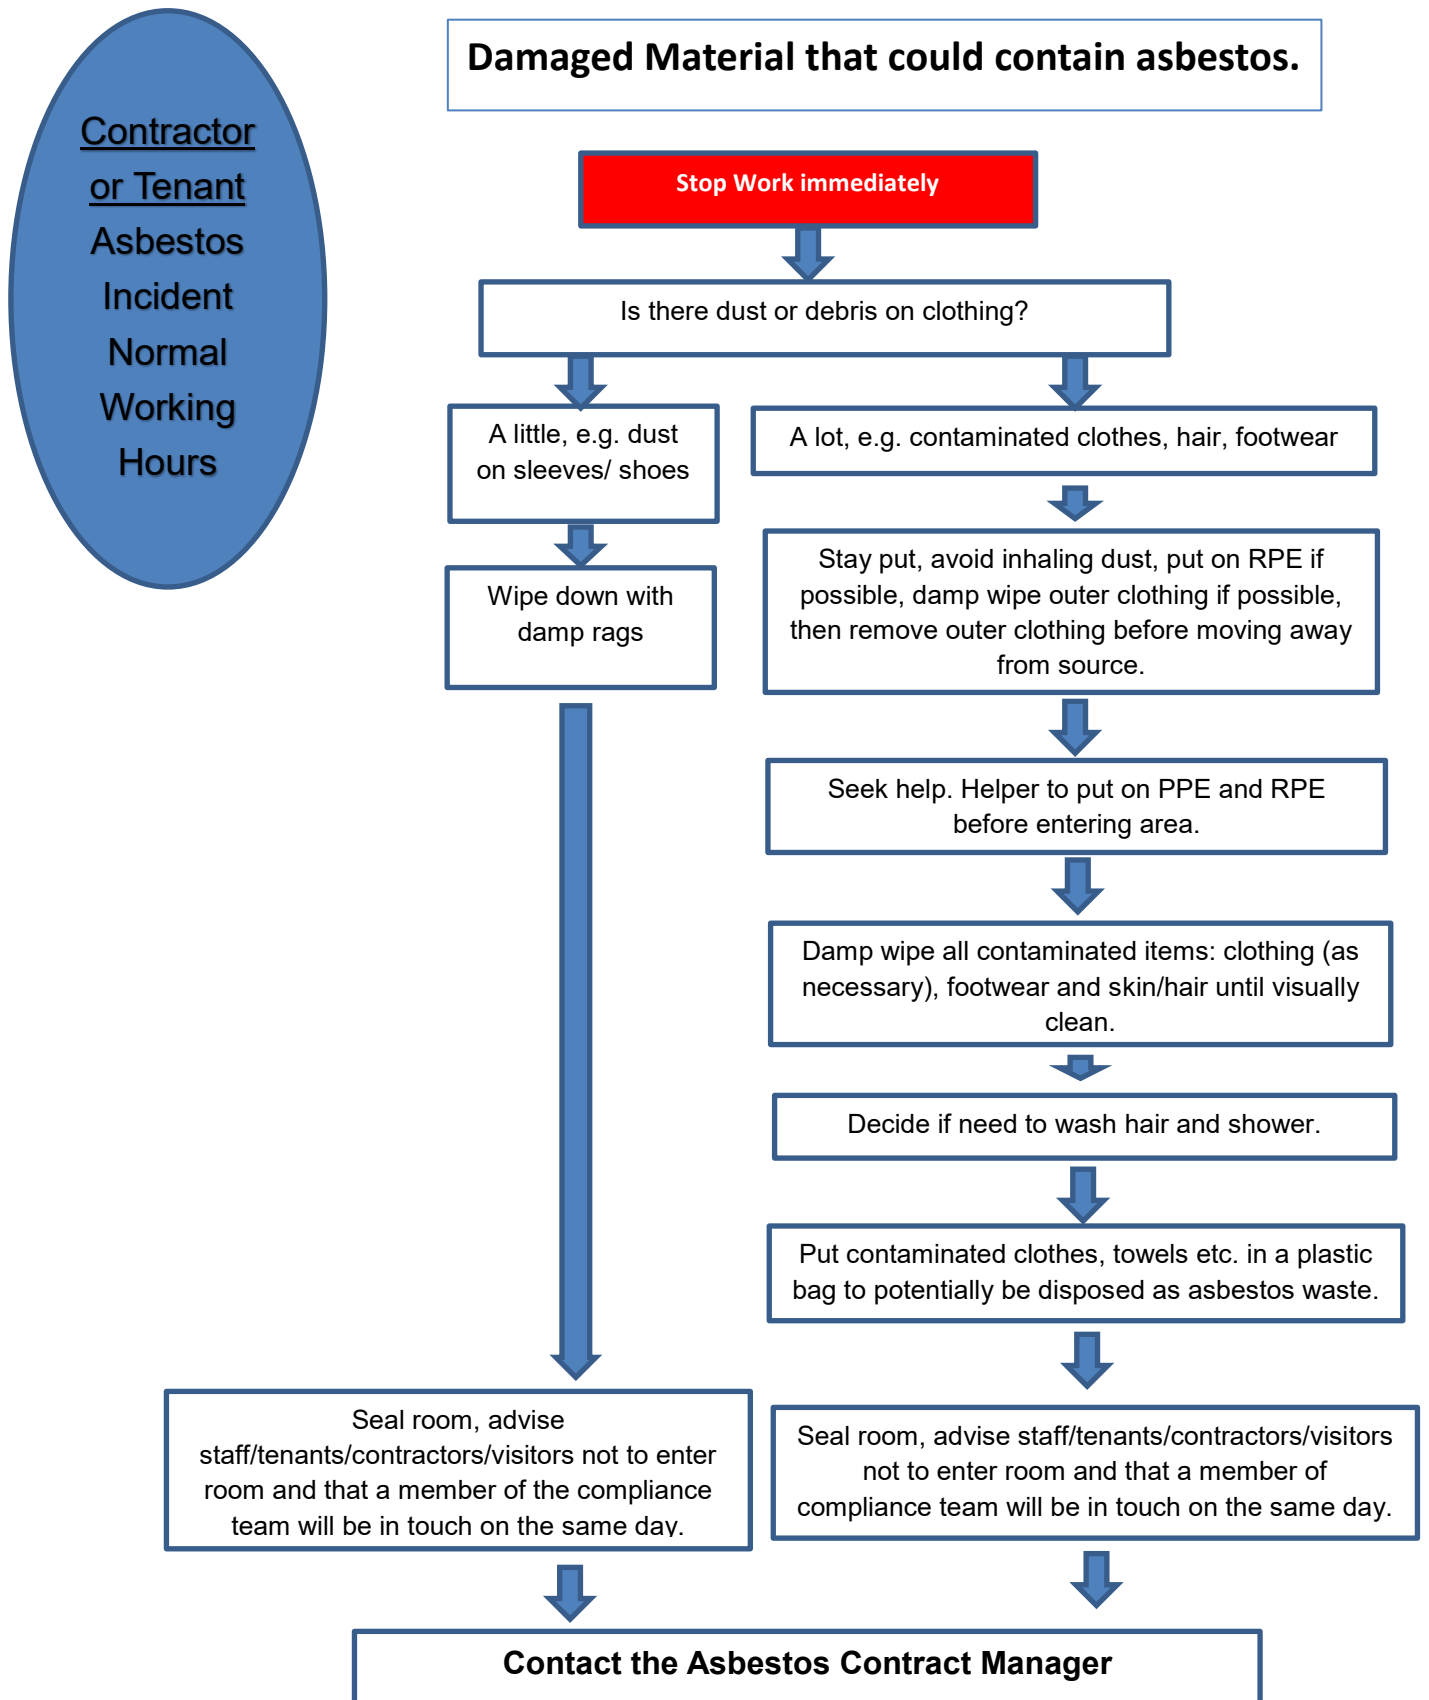 Damaged Material that could contain asbestos.
Contractor
or Tenant
Asbestos
Incident
Normal
Working
Hours
Stop Work immediately
Is there dust or debris on clothing?
A little, e.g. dust
on sleeves/ shoes
Wipe down with
damp rags
A lot, e.g. contaminated clothes, hair, footwear
Stay put, avoid inhaling dust, put on RPE if
possible, damp wipe outer clothing if possible,
then remove outer clothing before moving away
from source.
Seek help. Helper to put on PPE and RPE
before entering area.
Damp wipe all contaminated items: clothing (as
necessary), footwear and skin/hair until visually
clean.
Decide if need to wash hair and shower.
Put contaminated clothes, towels etc. in a plastic
bag to potentially be disposed as asbestos waste.
Seal room, advise
staff/tenants/contractors/visitors not to enter
room and that a member of the compliance
team will be in touch on the same day.
Seal room, advise staff/tenants/contractors/visitors
not to enter room and that a member of
compliance team will be in touch on the same day.
Contact the Asbestos Contract Manager